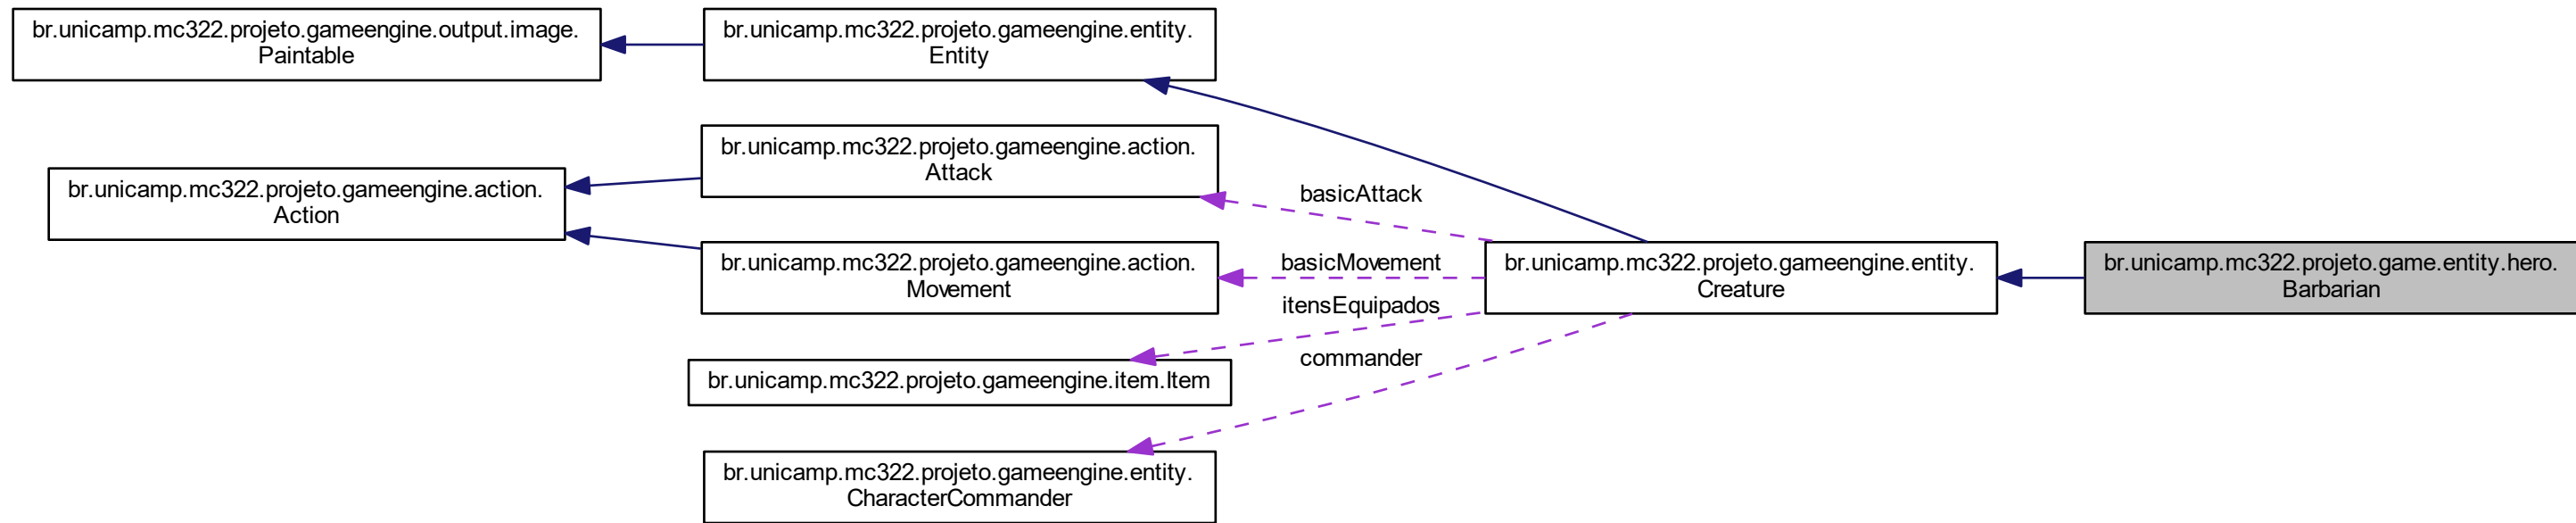 br.unicamp.mc322.projeto.gameengine.output.image.
Paintable
br.unicamp.mc322.projeto.gameengine.entity.
Entity
br.unicamp.mc322.projeto.gameengine.action.
Attack
br.unicamp.mc322.projeto.gameengine.action.
Action
basicAttack
br.unicamp.mc322.projeto.gameengine.action.
Movement
basicMovement
br.unicamp.mc322.projeto.gameengine.entity.
Creature
br.unicamp.mc322.projeto.game.entity.hero.
Barbarian
itensEquipados
br.unicamp.mc322.projeto.gameengine.item.Item
commander
br.unicamp.mc322.projeto.gameengine.entity.
CharacterCommander